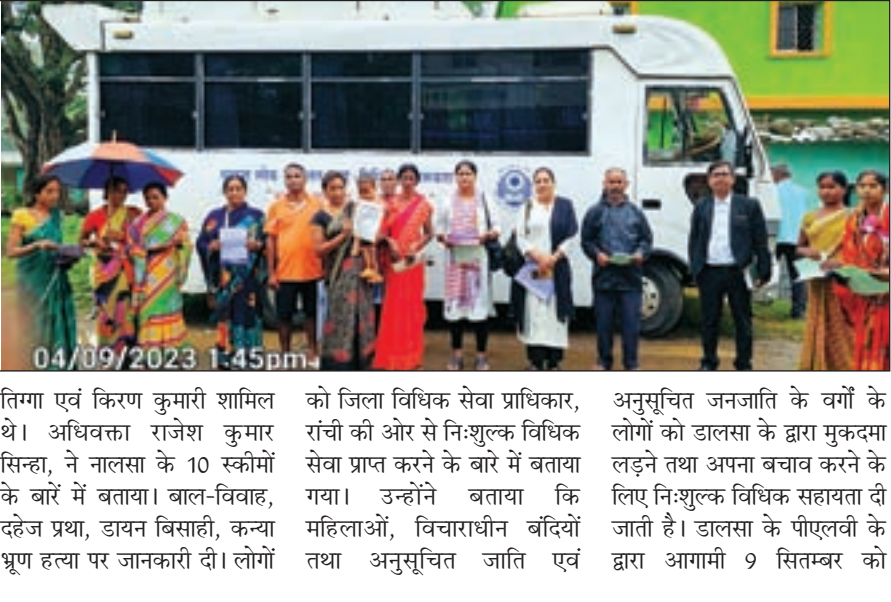 04/09/2023 1:45pm
तिग्गा एवं किरण कुमारी शामिल
थे। अधिवक्ता राजेश कुमार
सिन्हा, ने नालसा के 10 स्कीमों
के बारें में बताया। बाल-विवाह,
दहेज प्रथा, डायन बिसाही, कन्या
भ्रूण हत्या पर जानकारी दी। लोगों
को जिला विधिक सेवा प्राधिकार,
रांची की ओर से निःशुल्क विधिक
सेवा प्राप्त करने के बारे में बताया
गया। उन्होंने बताया कि
महिलाओं, विचाराधीन बंदियों
तथा अनुसूचित जाति एवं
अनुसूचित जनजाति के वर्गों के
लोगों को डालसा के द्वारा मुकदमा
लड़ने तथा अपना बचाव करने के
लिए निःशुल्क विधिक सहायता दी
जाती है। डालसा के पीएलवी के
द्वारा आगामी 9 सितम्बर को